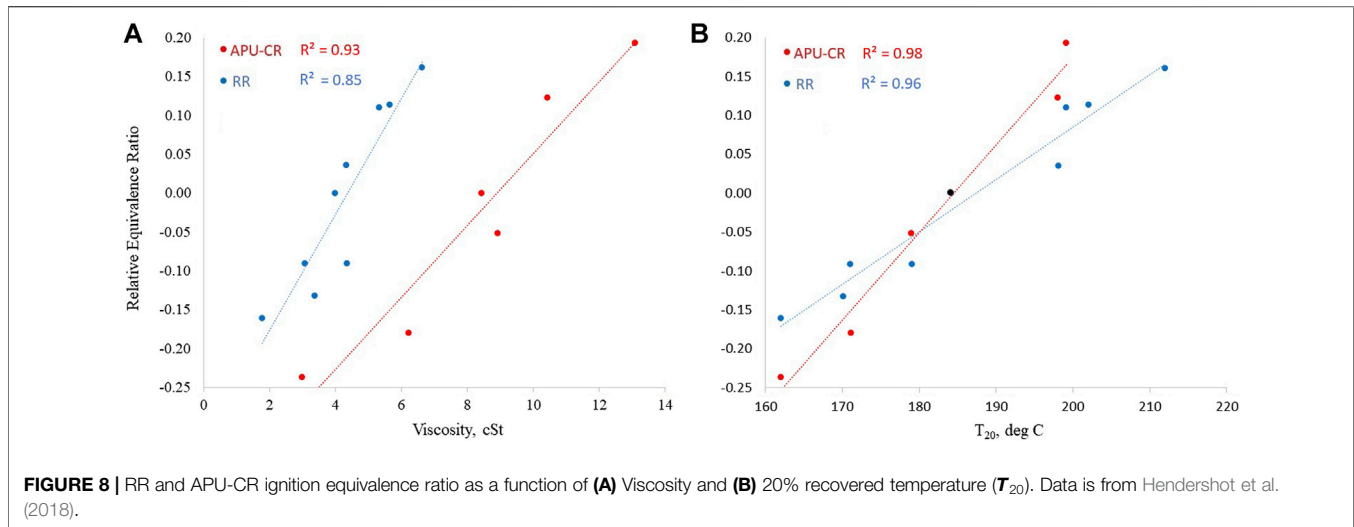 A
APU-CR R² = 0.93
RR R² = 0.85
Relative Equivalence Ratio
0.20
0.15
0.10
0.05
0.00
-0.05
-0.10
-0.15
-0.20
-0.25
0 2 4 6 8 10 12 14
Viscosity, cSt
B
APU-CR R² = 0.98
RR R² = 0.96
0.20
0.15
0.10
0.05
0.00
-0.05
-0.10
-0.15
-0.20
-0.25
160 170 180 190 200 210 220
T₂₀, deg C
FIGURE 8 | RR and APU-CR ignition equivalence ratio as a function of (A) Viscosity and (B) 20% recovered temperature (T₂₀). Data is from Hendershot et al.
(2018).